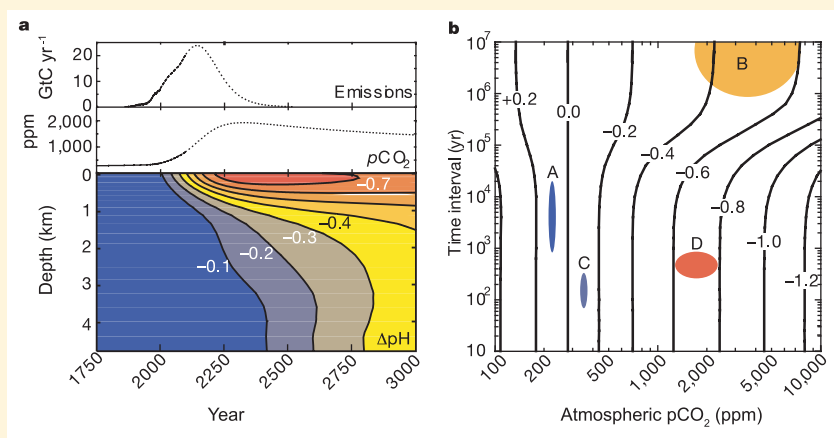 a
GtC yr⁻¹
20
10
0
Emissions
ppm
2,000
1,000
pCO₂
Depth (km)
0
1
2
3
4
−0.7
−0.4
−0.3
−0.2
−0.1
ΔpH
1750
2000
2250
2500
2750
3000
Year
b
Time interval (yr)
10⁷
10⁶
10⁵
10⁴
10³
10²
10
+0.2
0.0
−0.2
−0.4
−0.6
−0.8
−1.0
−1.2
A
B
C
D
100
200
500
1,000
2,000
5,000
10,000
Atmospheric pCO₂ (ppm)